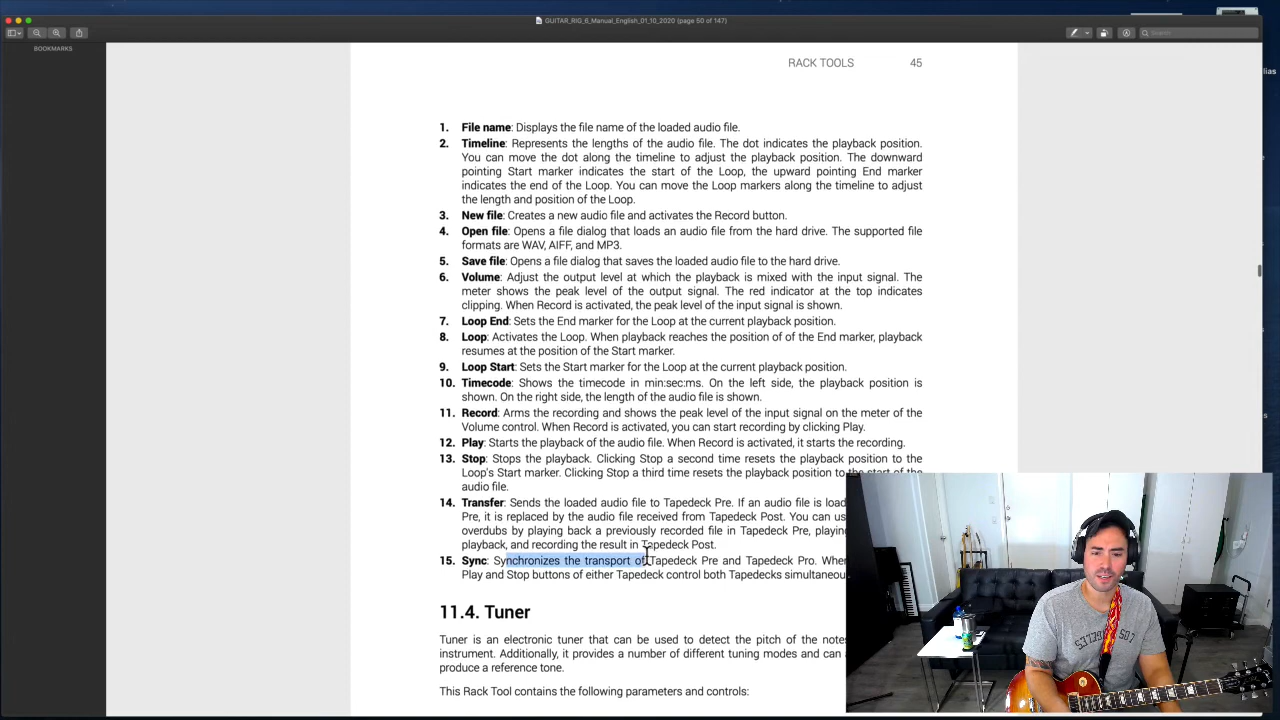 GUITAR_RIG_6_Manual_English_01_10_2020 (page 50 of 147)
Search
BOOKMARKS
lias
RACK TOOLS 45
1. File name: Displays the file name of the loaded audio file.
2. Timeline: Represents the lengths of the audio file. The dot indicates the playback position.
You can move the dot along the timeline to adjust the playback position. The downward
pointing Start marker indicates the start of the Loop, the upward pointing End marker
indicates the end of the Loop. You can move the Loop markers along the timeline to adjust
the length and position of the Loop.
3. New file: Creates a new audio file and activates the Record button.
4. Open file: Opens a file dialog that loads an audio file from the hard drive. The supported file
formats are WAV, AIFF, and MP3.
5. Save file: Opens a file dialog that saves the loaded audio file to the hard drive.
6. Volume: Adjust the output level at which the playback is mixed with the input signal. The
meter shows the peak level of the output signal. The red indicator at the top indicates
clipping. When Record is activated, the peak level of the input signal is shown.
7. Loop End: Sets the End marker for the Loop at the current playback position.
8. Loop: Activates the Loop. When playback reaches the position of of the End marker, playback
resumes at the position of the Start marker.
9. Loop Start: Sets the Start marker for the Loop at the current playback position.
10. Timecode: Shows the timecode in min:sec:ms. On the left side, the playback position is
shown. On the right side, the length of the audio file is shown.
11. Record: Arms the recording and shows the peak level of the input signal on the meter of the
Volume control. When Record is activated, you can start recording by clicking Play.
12. Play: Starts the playback of the audio file. When Record is activated, it starts the recording.
13. Stop: Stops the playback. Clicking Stop a second time resets the playback position to the
Loop's Start marker. Clicking Stop a third time resets the playback position to the start of the
audio file.
14. Transfer: Sends the loaded audio file to Tapedeck Pre. If an audio file is load
Pre, it is replaced by the audio file received from Tapedeck Post. You can us
overdubs by playing back a previously recorded file in Tapedeck Pre, playing
playback, and recording the result in Tapedeck Post.
15. Sync: Synchronizes the transport of Tapedeck Pre and Tapedeck Pro. When
Play and Stop buttons of either Tapedeck control both Tapedecks simultaneou
11.4. Tuner
Tuner is an electronic tuner that can be used to detect the pitch of the notes
instrument. Additionally, it provides a number of different tuning modes and can
produce a reference tone.
This Rack Tool contains the following parameters and controls: